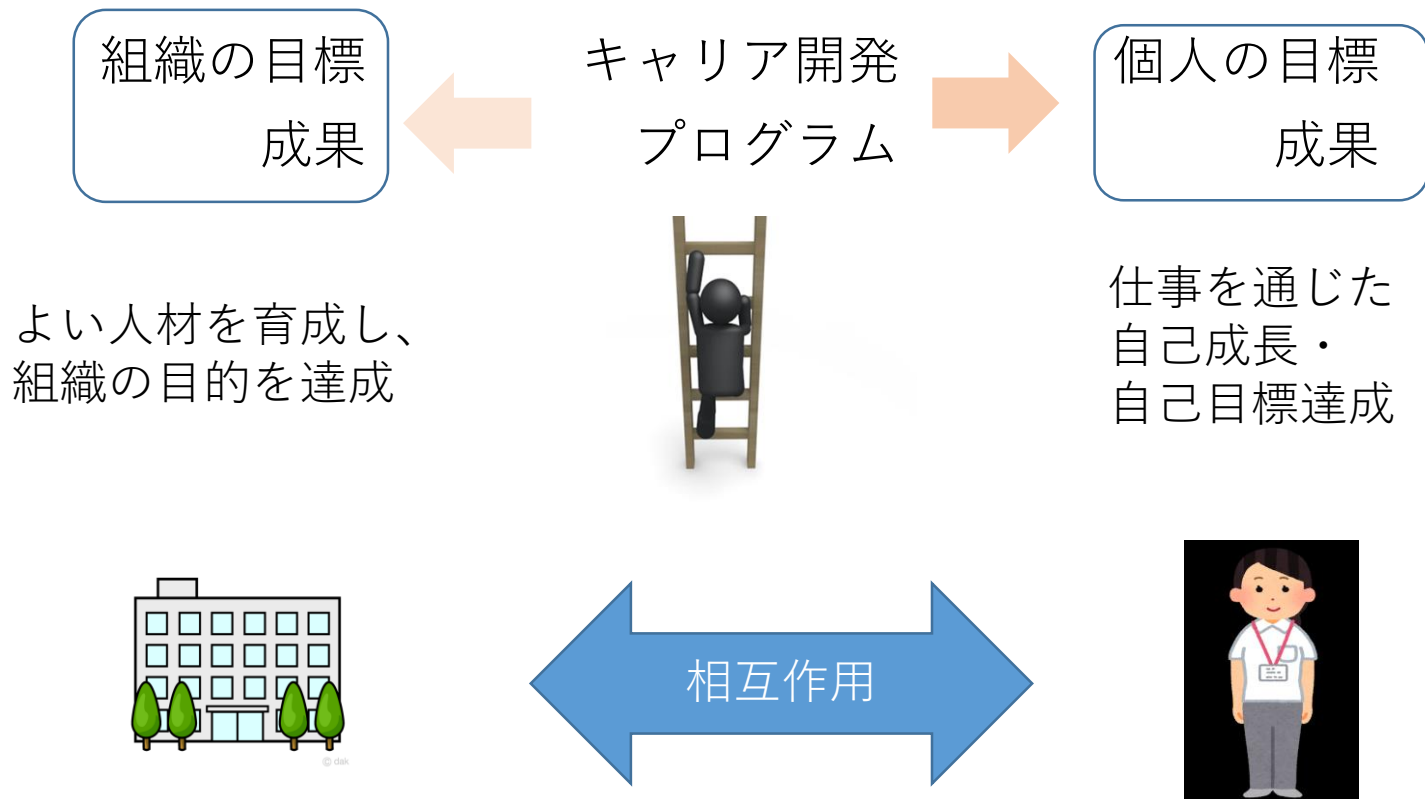 組織の目標
成果
キャリア開発
プログラム
個人の目標
成果
よい人材を育成し、
組織の目的を達成
仕事を通じた
自己成長・
自己目標達成
相互作用
© dak